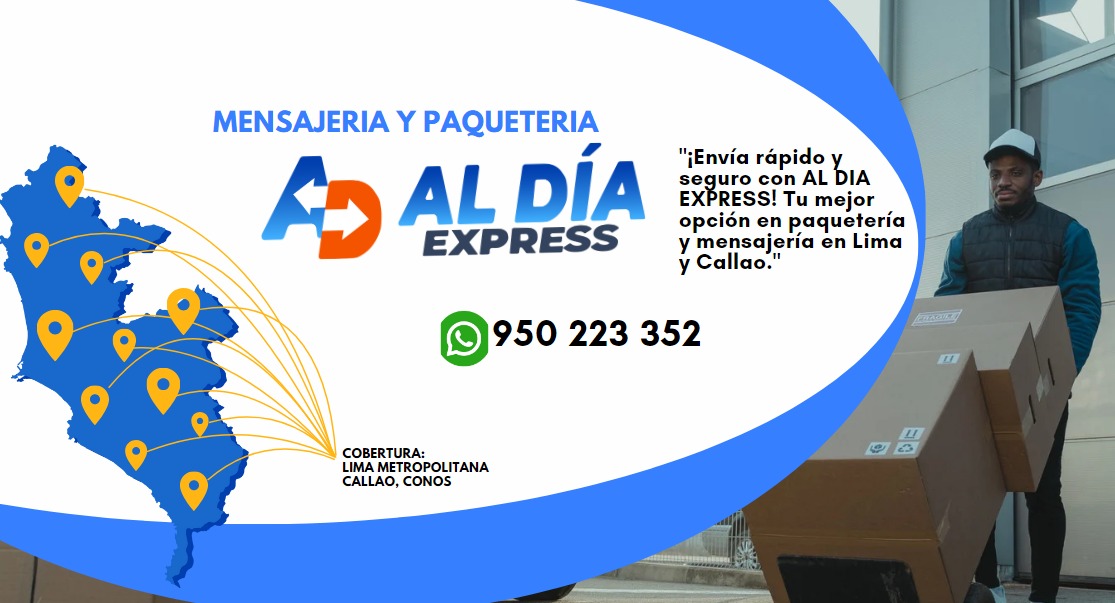 MENSAJERIA Y PAQUETERIA
AD AL DÍA
EXPRESS
"¡Envía rápido y
seguro con AL DIA
EXPRESS! Tu mejor
opción en paquetería
y mensajería en Lima
y Callao."
950 223 352
COBERTURA:
LIMA METROPOLITANA
CALLAO, CONOS
FRAGILE